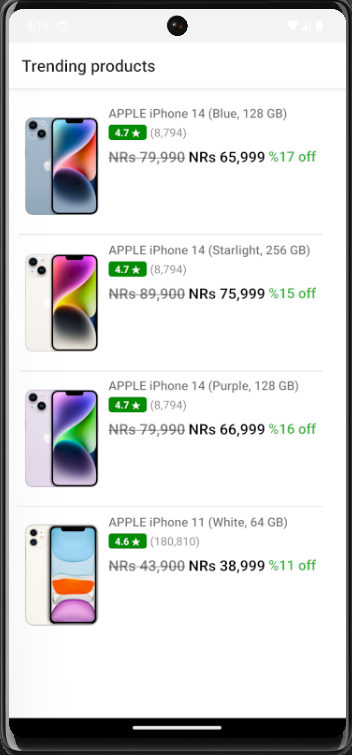 8:18
Trending products
APPLE iPhone 14 (Blue, 128 GB)
4.7 ★ (8,794)
NRs 79,990 NRs 65,999 %17 off
APPLE iPhone 14 (Starlight, 256 GB)
4.7 ★ (8,794)
NRs 89,900 NRs 75,999 %15 off
APPLE iPhone 14 (Purple, 128 GB)
4.7 ★ (8,794)
NRs 79,990 NRs 66,999 %16 off
APPLE iPhone 11 (White, 64 GB)
4.6 ★ (180,810)
NRs 43,900 NRs 38,999 %11 off